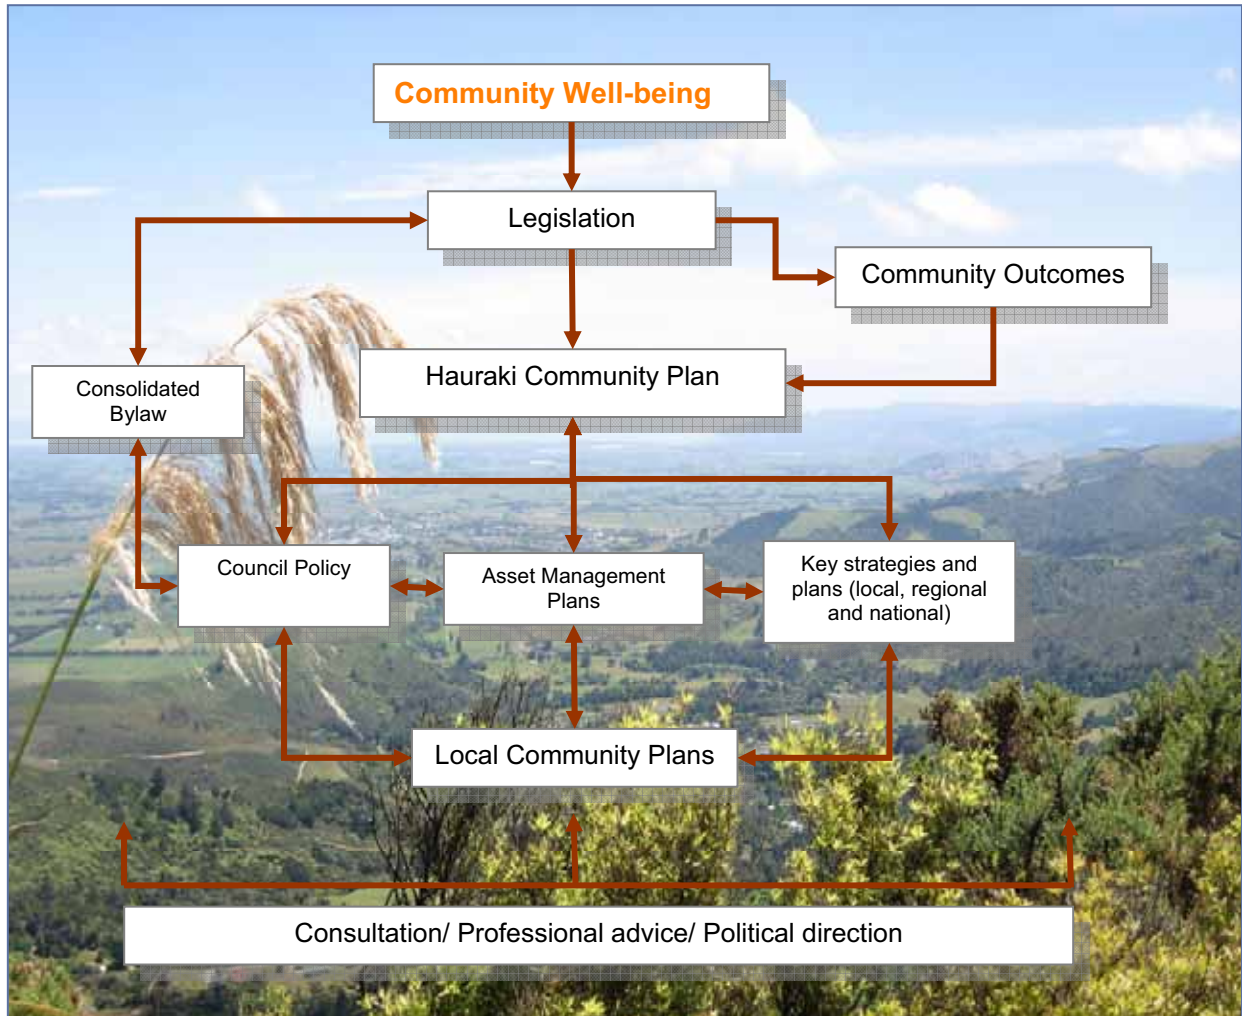 Community Well-being
Legislation
Community Outcomes
Hauraki Community Plan
Consolidated
Bylaw
Council Policy
Asset Management
Plans
Key strategies and
plans (local, regional
and national)
Local Community Plans
Consultation/ Professional advice/ Political direction